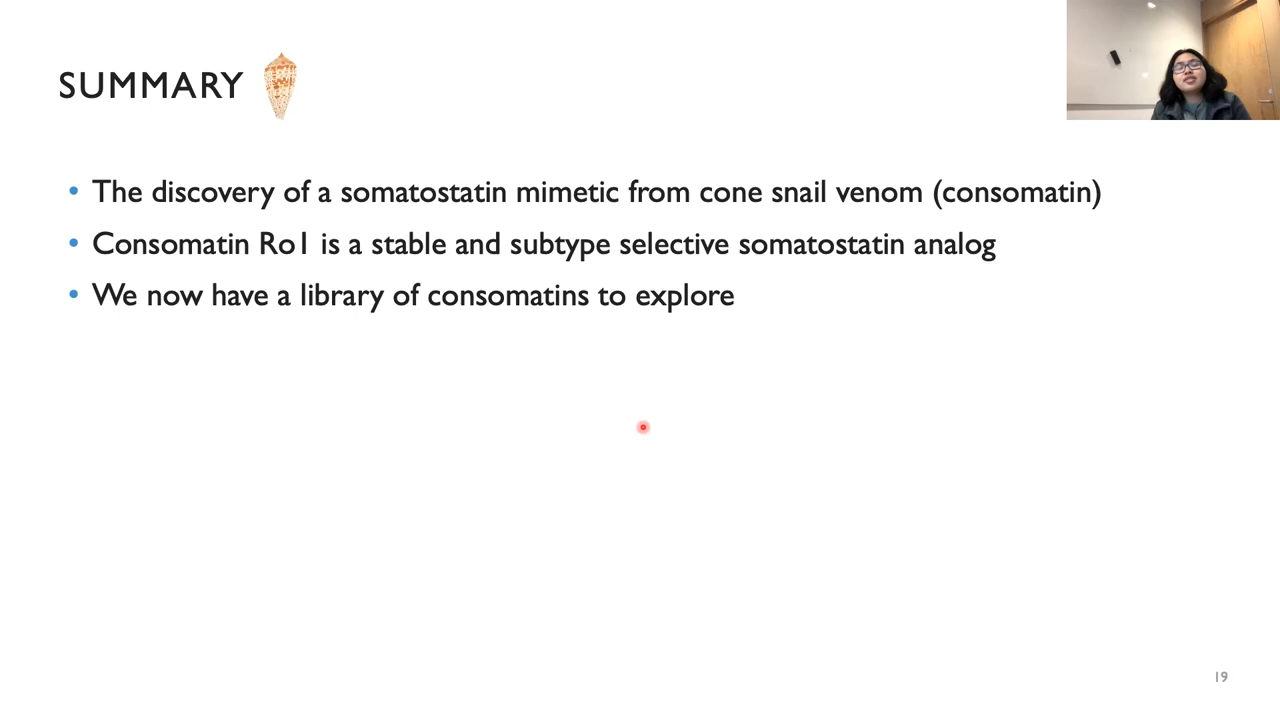 SUMMARY
• The discovery of a somatostatin mimetic from cone snail venom (consomatin)
• Consomatin Ro1 is a stable and subtype selective somatostatin analog
• We now have a library of consomatins to explore
19